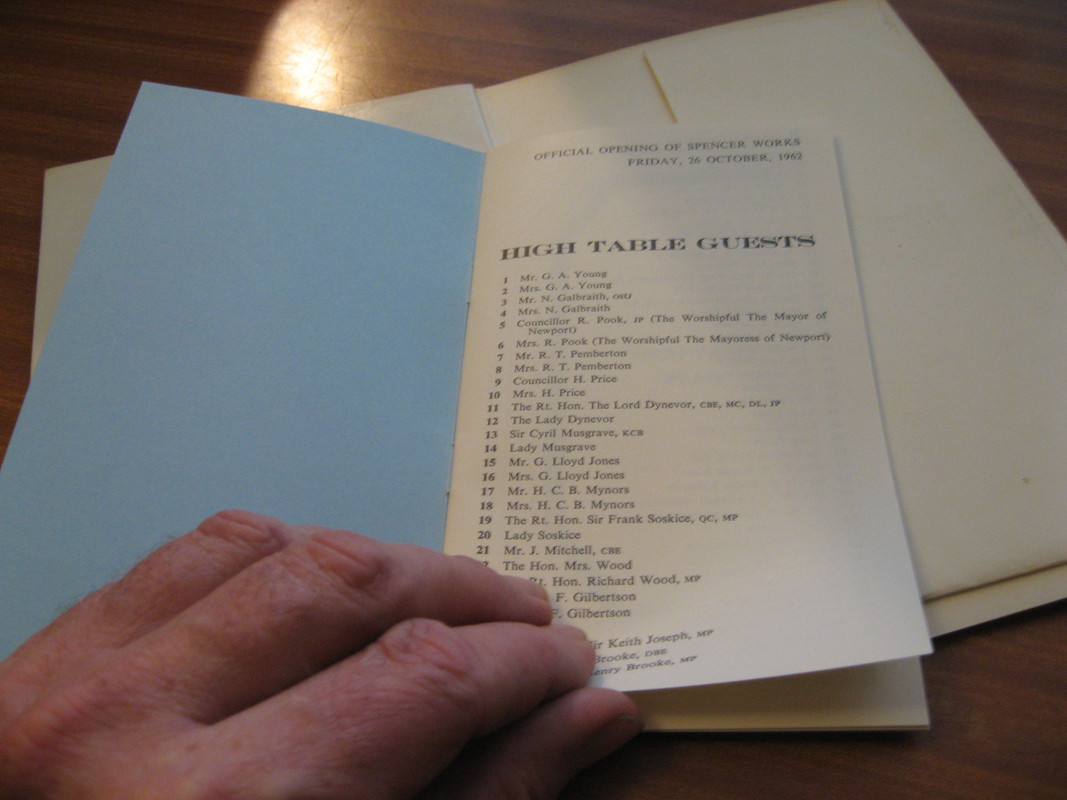 OFFICIAL OPENING OF SPENCER WORKS
FRIDAY, 26 OCTOBER, 1962
HIGH TABLE GUESTS
1 Mr. G. A. Young
2 Mrs. G. A. Young
3 Mr. N. Galbraith, OStJ
4 Mrs. N. Galbraith
5 Councillor R. Pook, JP (The Worshipful The Mayor of
Newport)
6 Mrs. R. Pook (The Worshipful The Mayoress of Newport)
7 Mr. R. T. Pemberton
8 Mrs. R. T. Pemberton
9 Councillor H. Price
10 Mrs. H. Price
11 The Rt. Hon. The Lord Dynevor, CBE, MC, DL, JP
12 The Lady Dynevor
13 Sir Cyril Musgrave, KCB
14 Lady Musgrave
15 Mr. G. Lloyd Jones
16 Mrs. G. Lloyd Jones
17 Mr. H. C. B. Mynors
18 Mrs. H. C. B. Mynors
19 The Rt. Hon. Sir Frank Soskice, QC, MP
20 Lady Soskice
21 Mr. J. Mitchell, CBE
The Hon. Mrs. Wood
Rt. Hon. Richard Wood, MP
F. Gilbertson
F. Gilbertson
Sir Keith Joseph, MP
Brooke, DBE
Brooke, MP